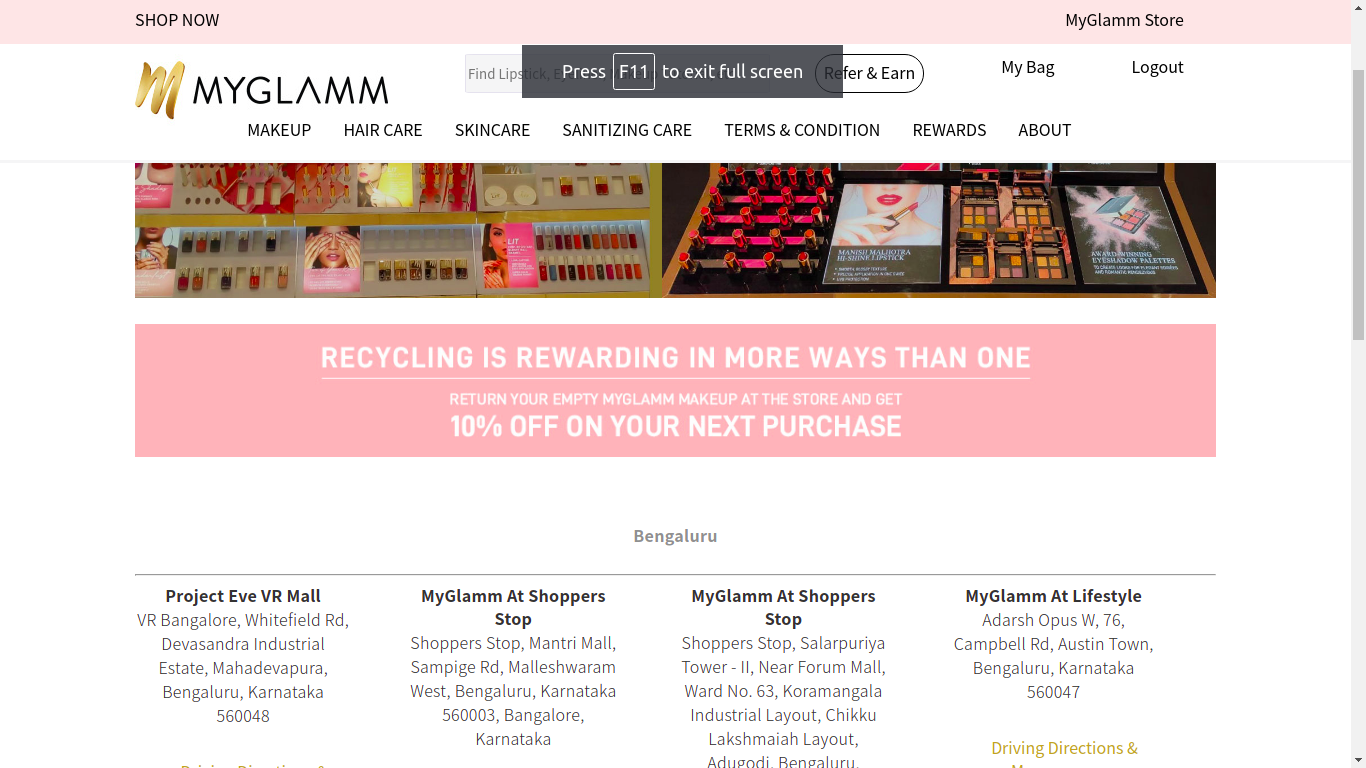 SHOP NOW
MyGlamm Store
MYGLAMM
Find Lipstick,
Press F11 to exit full screen
Refer & Earn
My Bag
Logout
MAKEUP
HAIR CARE
SKINCARE
SANITIZING CARE
TERMS & CONDITION
REWARDS
ABOUT
LIT
MANISH MALHOTRA
HI-SHINE LIPSTICK
AWARD-WINNING
EYESHADOW PALETTES
RECYCLING IS REWARDING IN MORE WAYS THAN ONE
RETURN YOUR EMPTY MYGLAMM MAKEUP AT THE STORE AND GET
10% OFF ON YOUR NEXT PURCHASE
Bengaluru
Project Eve VR Mall
VR Bangalore, Whitefield Rd,
Devasandra Industrial
Estate, Mahadevapura,
Bengaluru, Karnataka
560048
MyGlamm At Shoppers
Stop
Shoppers Stop, Mantri Mall,
Sampige Rd, Malleshwaram
West, Bengaluru, Karnataka
560003, Bangalore,
Karnataka
MyGlamm At Shoppers
Stop
Shoppers Stop, Salarpuriya
Tower - II, Near Forum Mall,
Ward No. 63, Koramangala
Industrial Layout, Chikku
Lakshmaiah Layout,
Adugodi, Bengaluru,
MyGlamm At Lifestyle
Adarsh Opus W, 76,
Campbell Rd, Austin Town,
Bengaluru, Karnataka
560047
Driving Directions &